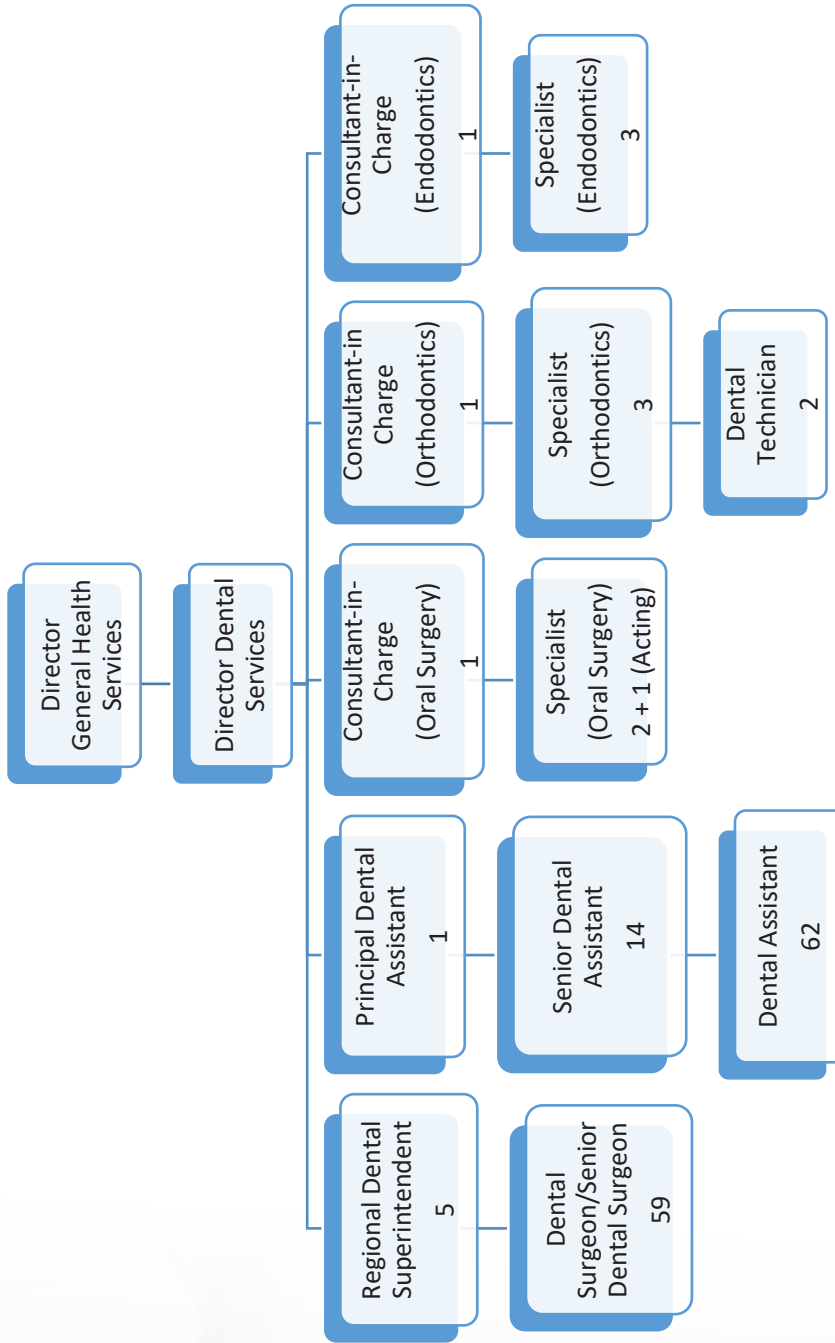 Director
General Health
Services
Director Dental
Services
Regional Dental
Superintendent
5
Dental
Surgeon/Senior
Dental Surgeon
59
Principal Dental
Assistant
1
Senior Dental
Assistant
14
Dental Assistant
62
Consultant-in-
Charge
(Oral Surgery)
1
Specialist
(Oral Surgery)
2 + 1 (Acting)
Consultant-in
Charge
(Orthodontics)
1
Specialist
(Orthodontics)
3
Dental
Technician
2
Consultant-in-
Charge
(Endodontics)
1
Specialist
(Endodontics)
3